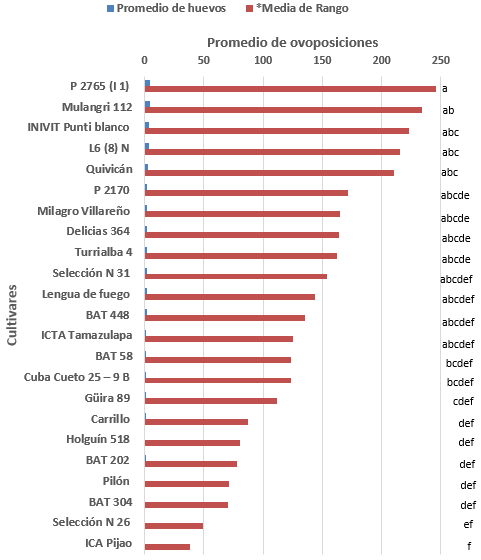 Promedio de huevos *Media de Rango
Promedio de ovoposiciones
0 50 100 150 200 250
Cultivares
P 2765 (I 1) a
Mulangri 112 ab
INIVIT Punti blanco abc
L6 (8) N abc
Quivicán abc
P 2170 abcde
Milagro Villareño abcde
Delicias 364 abcde
Turrialba 4 abcde
Selección N 31 abcdef
Lengua de fuego abcdef
BAT 448 abcdef
ICTA Tamazulapa abcdef
BAT 58 bcdef
Cuba Cueto 25 – 9 B bcdef
Güira 89 cdef
Carrillo def
Holguín 518 def
BAT 202 def
Pilón def
BAT 304 def
Selección N 26 ef
ICA Pijao f